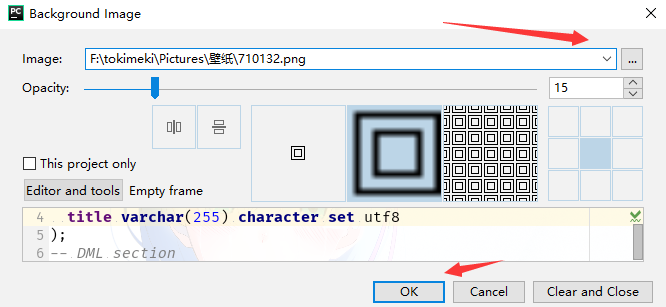 PC Background Image
Image: F:\tokimeki\Pictures\壁纸\710132.png ...
Opacity: 15
This project only
Editor and tools Empty frame
4 title varchar(255) character set utf8
5 );
6 -- DML section
OK Cancel Clear and Close